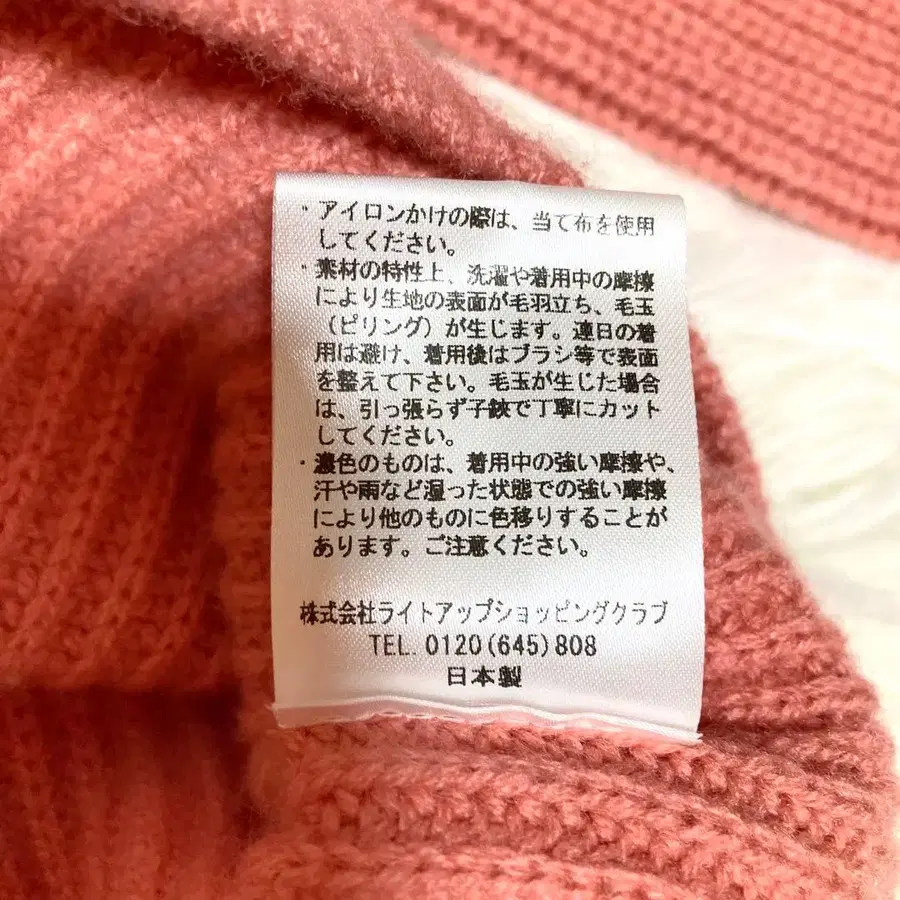 ・アイロンかけの際は、当て布を使用
してください。
・素材の特性上、洗濯や着用中の摩擦
により生地の表面が毛羽立ち、毛玉
（ピリング）が生じます。連日の着
用は避け、着用後はブラシ等で表面
を整えて下さい。毛玉が生じた場合
は、引っ張らず子鋏で丁寧にカット
してください。
・濃色のものは、着用中の強い摩擦や、
汗や雨など湿った状態での強い摩擦
により他のものに色移りすることが
あります。ご注意ください。
株式会社ライトアップショッピングクラブ
TEL. 0120(645)808
日本製